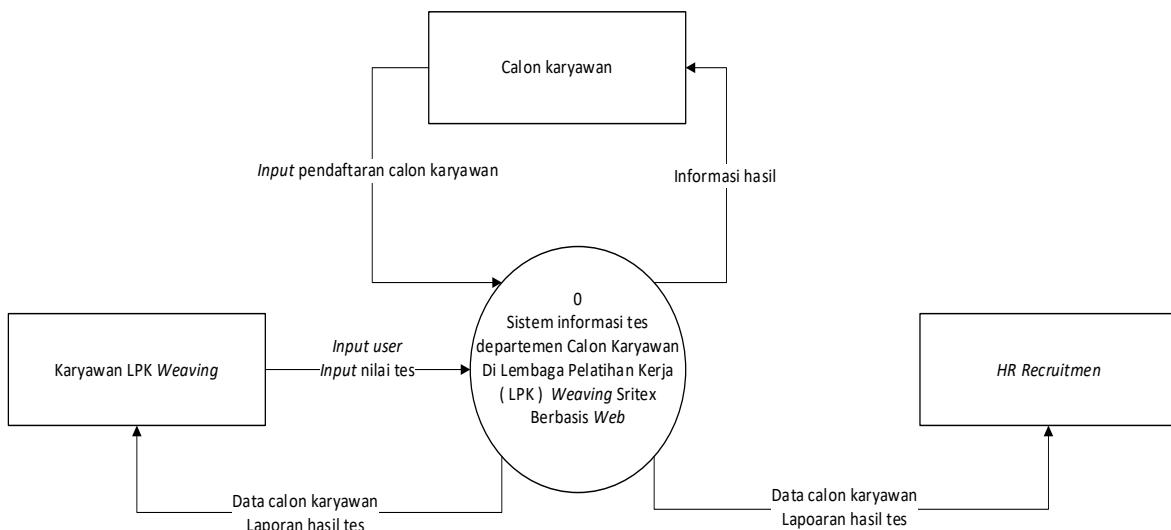 Calon karyawan
Input pendaftaran calon karyawan
Informasi hasil
0
Sistem informasi tes
departemen Calon Karyawan
Di Lembaga Pelatihan Kerja
( LPK ) Weaving Sritex
Berbasis Web
Karyawan LPK Weaving
Input user
Input nilai tes
HR Recruitmen
Data calon karyawan
Laporan hasil tes
Data calon karyawan
Lapoaran hasil tes